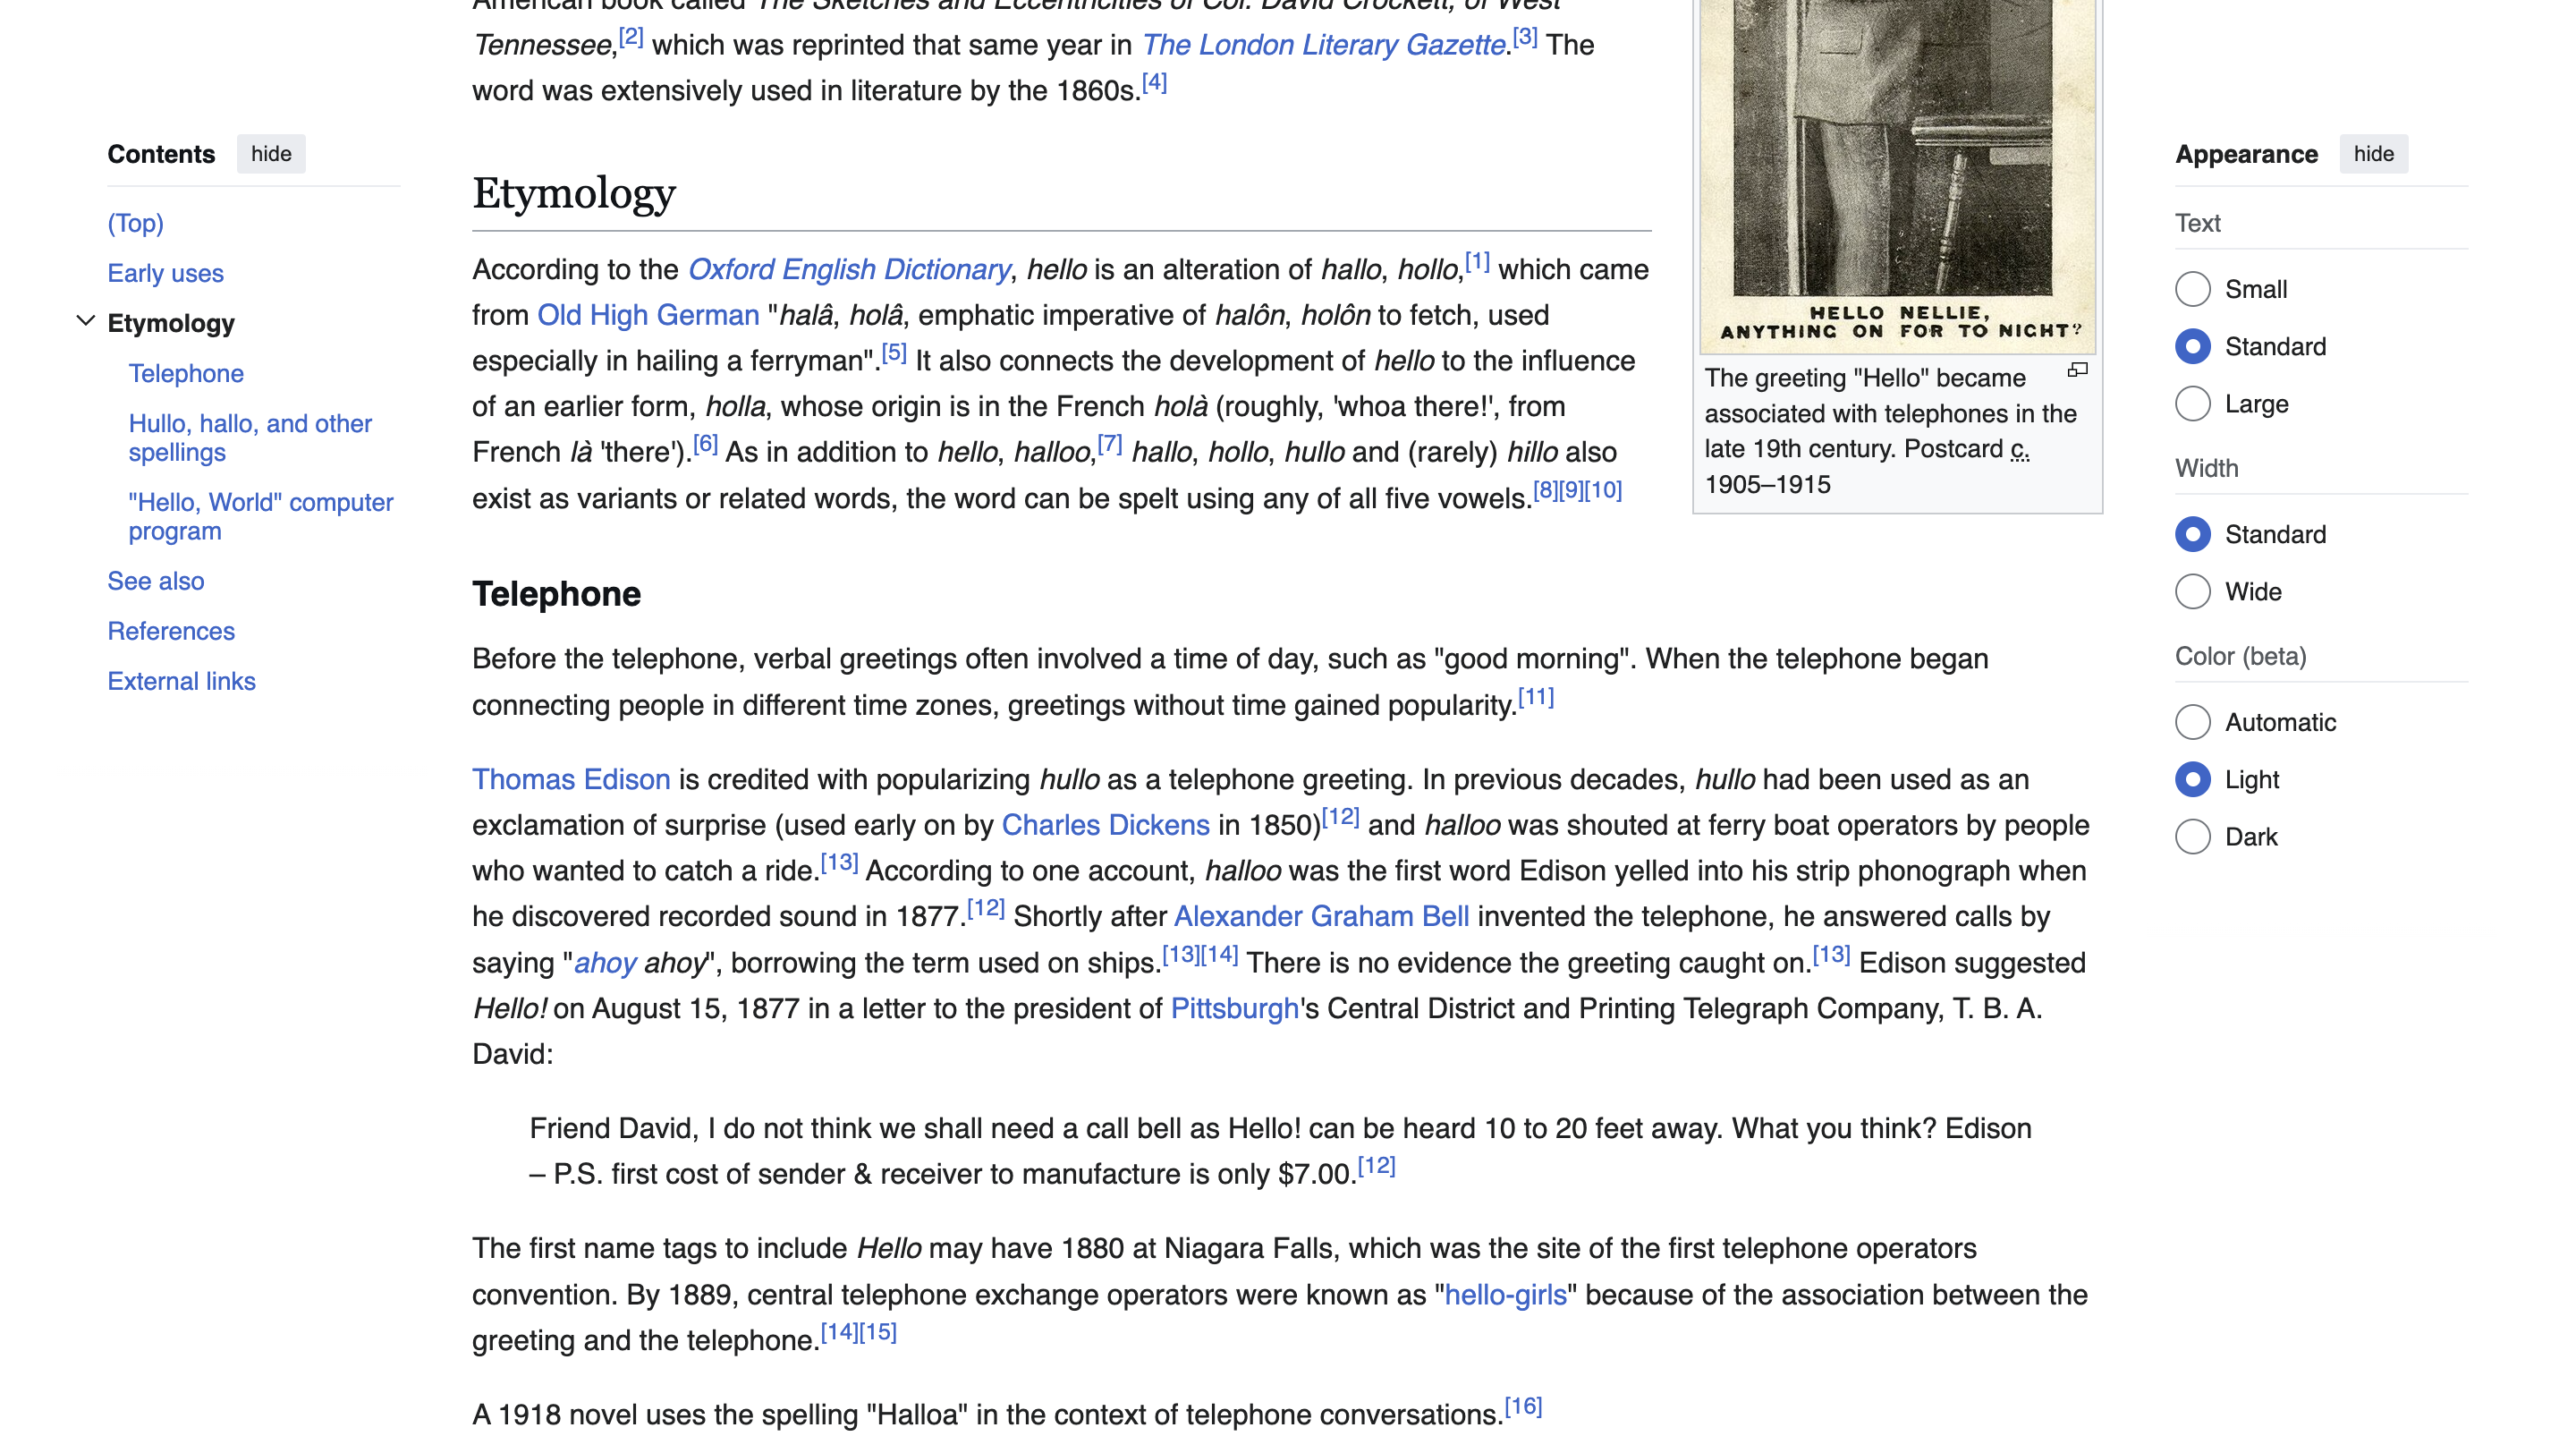 American book called The Sketches and Eccentricities of Col. David Crockett, of West
Tennessee,[2] which was reprinted that same year in The London Literary Gazette.[3] The
word was extensively used in literature by the 1860s.[4]
Contents hide
(Top)
Early uses
Etymology
Telephone
Hullo, hallo, and other
spellings
"Hello, World" computer
program
See also
References
External links
Etymology
According to the Oxford English Dictionary, hello is an alteration of hallo, hollo,[1] which came
from Old High German "halâ, holâ, emphatic imperative of halôn, holôn to fetch, used
especially in hailing a ferryman".[5] It also connects the development of hello to the influence
of an earlier form, holla, whose origin is in the French holà (roughly, 'whoa there!', from
French là 'there').[6] As in addition to hello, halloo,[7] hallo, hollo, hullo and (rarely) hillo also
exist as variants or related words, the word can be spelt using any of all five vowels.[8][9][10]
HELLO NELLIE,
ANYTHING ON FOR TO NIGHT?
The greeting "Hello" became
associated with telephones in the
late 19th century. Postcard c.
1905–1915
Telephone
Before the telephone, verbal greetings often involved a time of day, such as "good morning". When the telephone began
connecting people in different time zones, greetings without time gained popularity.[11]
Thomas Edison is credited with popularizing hullo as a telephone greeting. In previous decades, hullo had been used as an
exclamation of surprise (used early on by Charles Dickens in 1850)[12] and halloo was shouted at ferry boat operators by people
who wanted to catch a ride.[13] According to one account, halloo was the first word Edison yelled into his strip phonograph when
he discovered recorded sound in 1877.[12] Shortly after Alexander Graham Bell invented the telephone, he answered calls by
saying "ahoy ahoy", borrowing the term used on ships.[13][14] There is no evidence the greeting caught on.[13] Edison suggested
Hello! on August 15, 1877 in a letter to the president of Pittsburgh's Central District and Printing Telegraph Company, T. B. A.
David:
Friend David, I do not think we shall need a call bell as Hello! can be heard 10 to 20 feet away. What you think? Edison
– P.S. first cost of sender & receiver to manufacture is only $7.00.[12]
The first name tags to include Hello may have 1880 at Niagara Falls, which was the site of the first telephone operators
convention. By 1889, central telephone exchange operators were known as "hello-girls" because of the association between the
greeting and the telephone.[14][15]
A 1918 novel uses the spelling "Halloa" in the context of telephone conversations.[16]
Appearance hide
Text
Small
Standard
Large
Width
Standard
Wide
Color (beta)
Automatic
Light
Dark